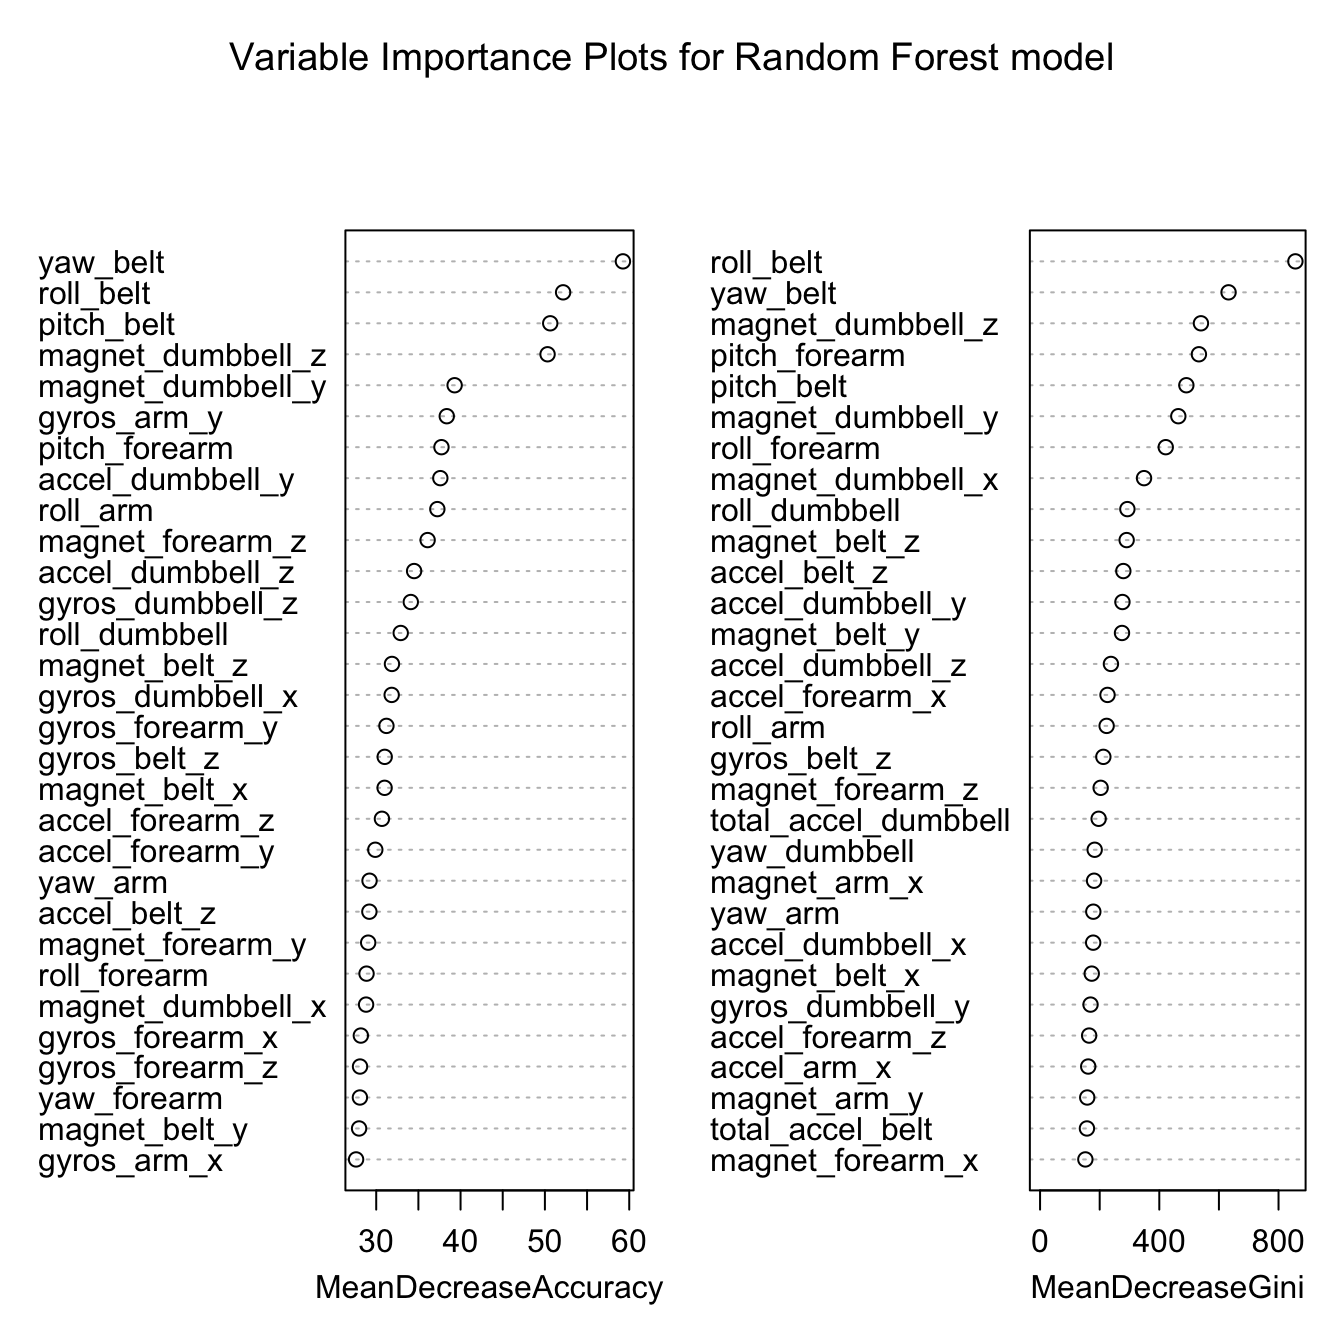 Variable Importance Plots for Random Forest model
yaw_belt
roll_belt
pitch_belt
magnet_dumbbell_z
magnet_dumbbell_y
gyros_arm_y
pitch_forearm
accel_dumbbell_y
roll_arm
magnet_forearm_z
accel_dumbbell_z
gyros_dumbbell_z
roll_dumbbell
magnet_belt_z
gyros_dumbbell_x
gyros_forearm_y
gyros_belt_z
magnet_belt_x
accel_forearm_z
accel_forearm_y
yaw_arm
accel_belt_z
magnet_forearm_y
roll_forearm
magnet_dumbbell_x
gyros_forearm_x
gyros_forearm_z
yaw_forearm
magnet_belt_y
gyros_arm_x
30 40 50 60
MeanDecreaseAccuracy
roll_belt
yaw_belt
magnet_dumbbell_z
pitch_forearm
pitch_belt
magnet_dumbbell_y
roll_forearm
magnet_dumbbell_x
roll_dumbbell
magnet_belt_z
accel_belt_z
accel_dumbbell_y
magnet_belt_y
accel_dumbbell_z
accel_forearm_x
roll_arm
gyros_belt_z
magnet_forearm_z
total_accel_dumbbell
yaw_dumbbell
magnet_arm_x
yaw_arm
accel_dumbbell_x
magnet_belt_x
gyros_dumbbell_y
accel_forearm_z
accel_arm_x
magnet_arm_y
total_accel_belt
magnet_forearm_x
0 400 800
MeanDecreaseGini